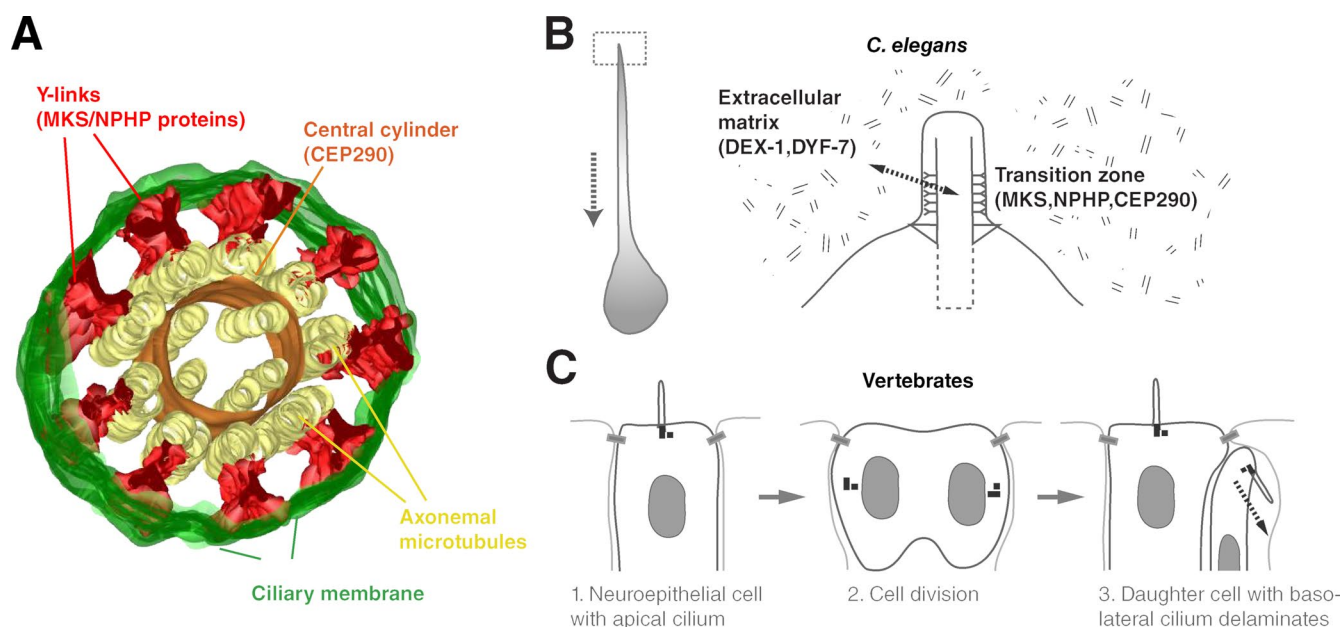 A
Y-links
(MKS/NPHP proteins)
Central cylinder
(CEP290)
Axonemal
microtubules
Ciliary membrane
B
C. elegans
Extracellular
matrix
(DEX-1,DYF-7)
Transition zone
(MKS,NPHP,CEP290)
C
Vertebrates
1. Neuroepithelial cell
with apical cilium
2. Cell division
3. Daughter cell with baso-
lateral cilium delaminates